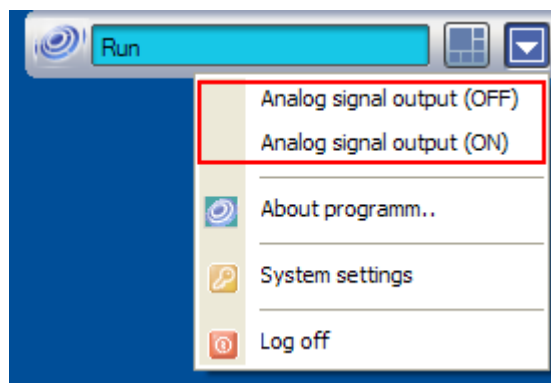 Run
Analog signal output (OFF)
Analog signal output (ON)
About programm..
System settings
Log off